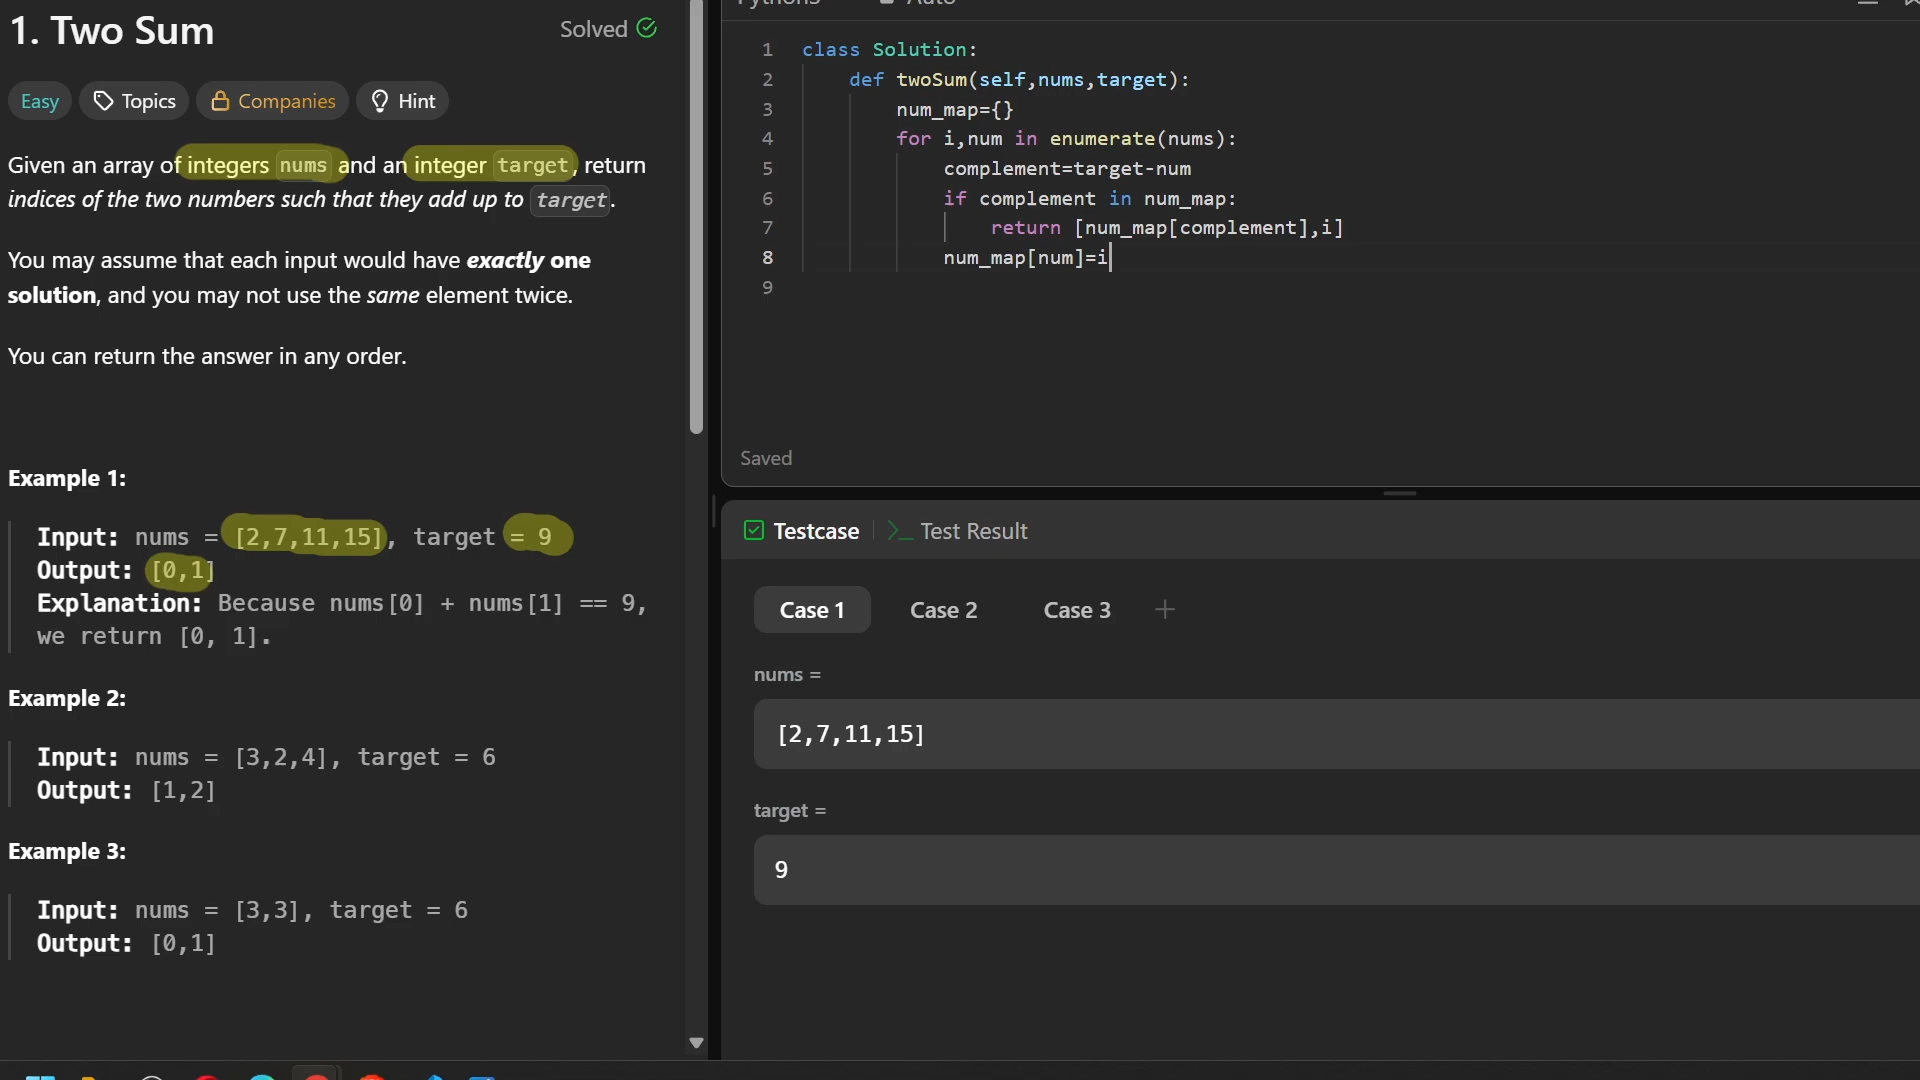 1. Two Sum
Solved
Easy Topics Companies Hint
Given an array of integers nums and an integer target, return
indices of the two numbers such that they add up to target.
You may assume that each input would have exactly one
solution, and you may not use the same element twice.
You can return the answer in any order.
Example 1:
Input: nums = [2,7,11,15], target = 9
Output: [0,1]
Explanation: Because nums[0] + nums[1] == 9,
we return [0, 1].
Example 2:
Input: nums = [3,2,4], target = 6
Output: [1,2]
Example 3:
Input: nums = [3,3], target = 6
Output: [0,1]
Python3 Auto
1 class Solution:
2 def twoSum(self,nums,target):
3 num_map={}
4 for i,num in enumerate(nums):
5 complement=target-num
6 if complement in num_map:
7 return [num_map[complement],i]
8 num_map[num]=i
9
Saved
Testcase Test Result
Case 1 Case 2 Case 3 +
nums =
[2,7,11,15]
target =
9